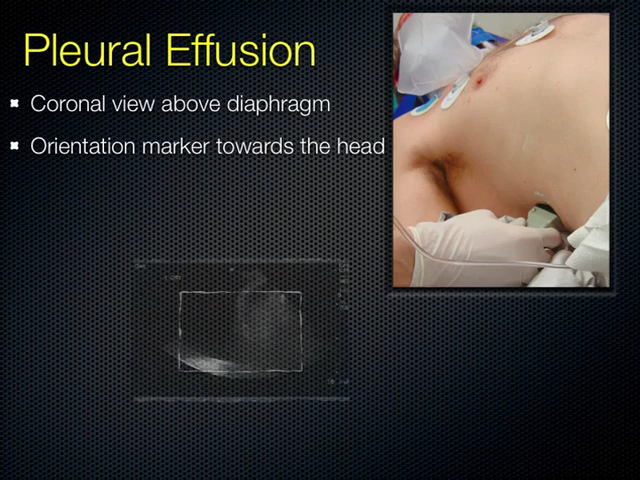 Pleural Effusion
Coronal view above diaphragm
Orientation marker towards the head